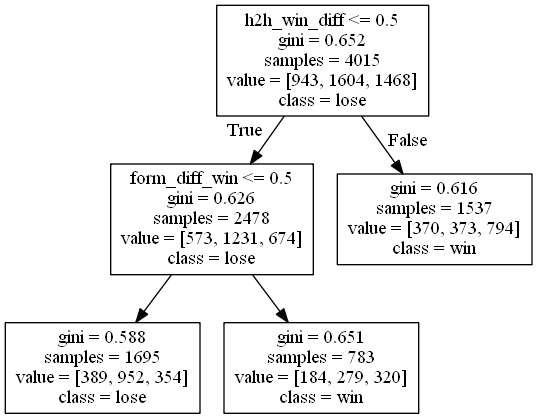 h2h_win_diff <= 0.5
gini = 0.652
samples = 4015
value = [943, 1604, 1468]
class = lose
True
False
form_diff_win <= 0.5
gini = 0.626
samples = 2478
value = [573, 1231, 674]
class = lose
gini = 0.616
samples = 1537
value = [370, 373, 794]
class = win
gini = 0.588
samples = 1695
value = [389, 952, 354]
class = lose
gini = 0.651
samples = 783
value = [184, 279, 320]
class = win